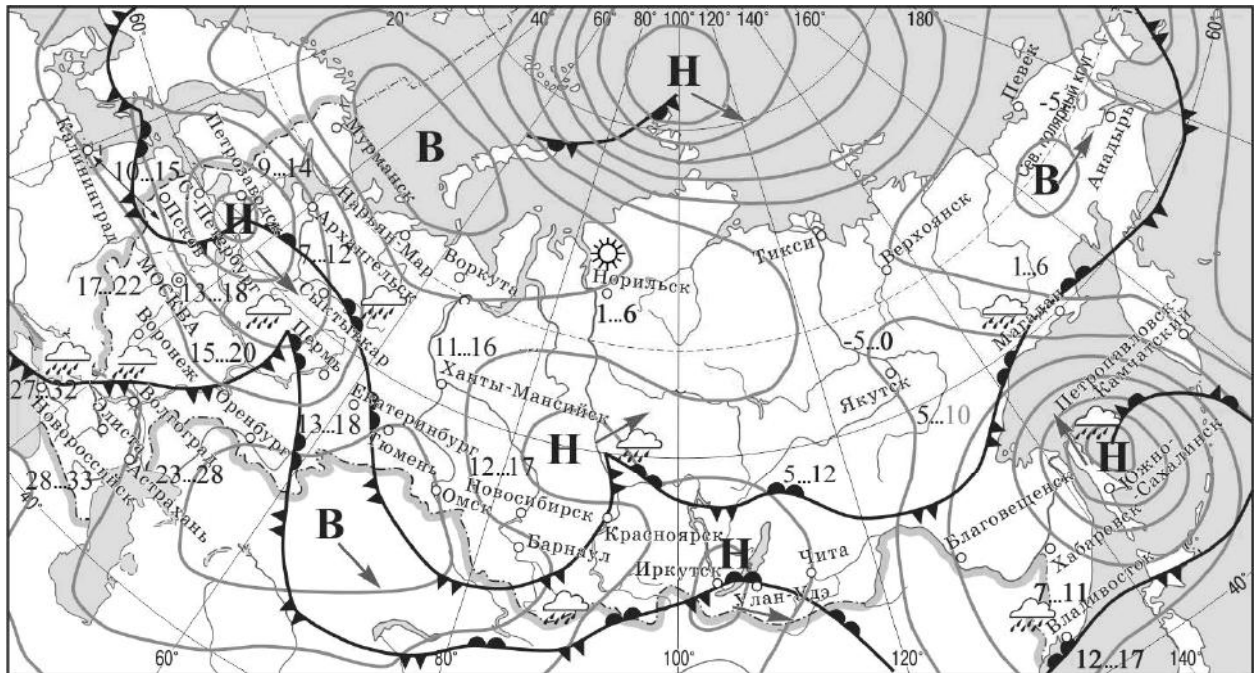 60°
20°
40°
60°
80°
100°
120°
140°
160°
180°
60°
Н
В
Певек
-5...0
Сев. полярный круг
Анадырь
В
Калининград
10...15
Петрозаводск
9...14
Мурманск
С.-Петербург
Псков
Н
Нарьян-Мар
Архангельск
7...12
Воркута
Норильск
1...6
Тикси
Верхоянск
1...6
Магадан
17...22
МОСКВА
13...18
Сыктывкар
Воронеж
15...20
Пермь
11...16
Ханты-Мансийск
-5...0
Якутск
5...10
Петропавловск-
Камчатский
27...32
Новороссийск
Элиста
Волгоград
Оренбург
Екатеринбург
13...18
Тюмень
12...17
Н
Новосибирск
Омск
5...12
Н
Южно-
-Сахалинск
28...33
Астрахань
23...28
В
Барнаул
Красноярск
Н
Иркутск
Улан-Удэ
Чита
Благовещенск
Хабаровск
7...11
Владивосток
12...17
40°
60°
80°
100°
120°
140°
40°